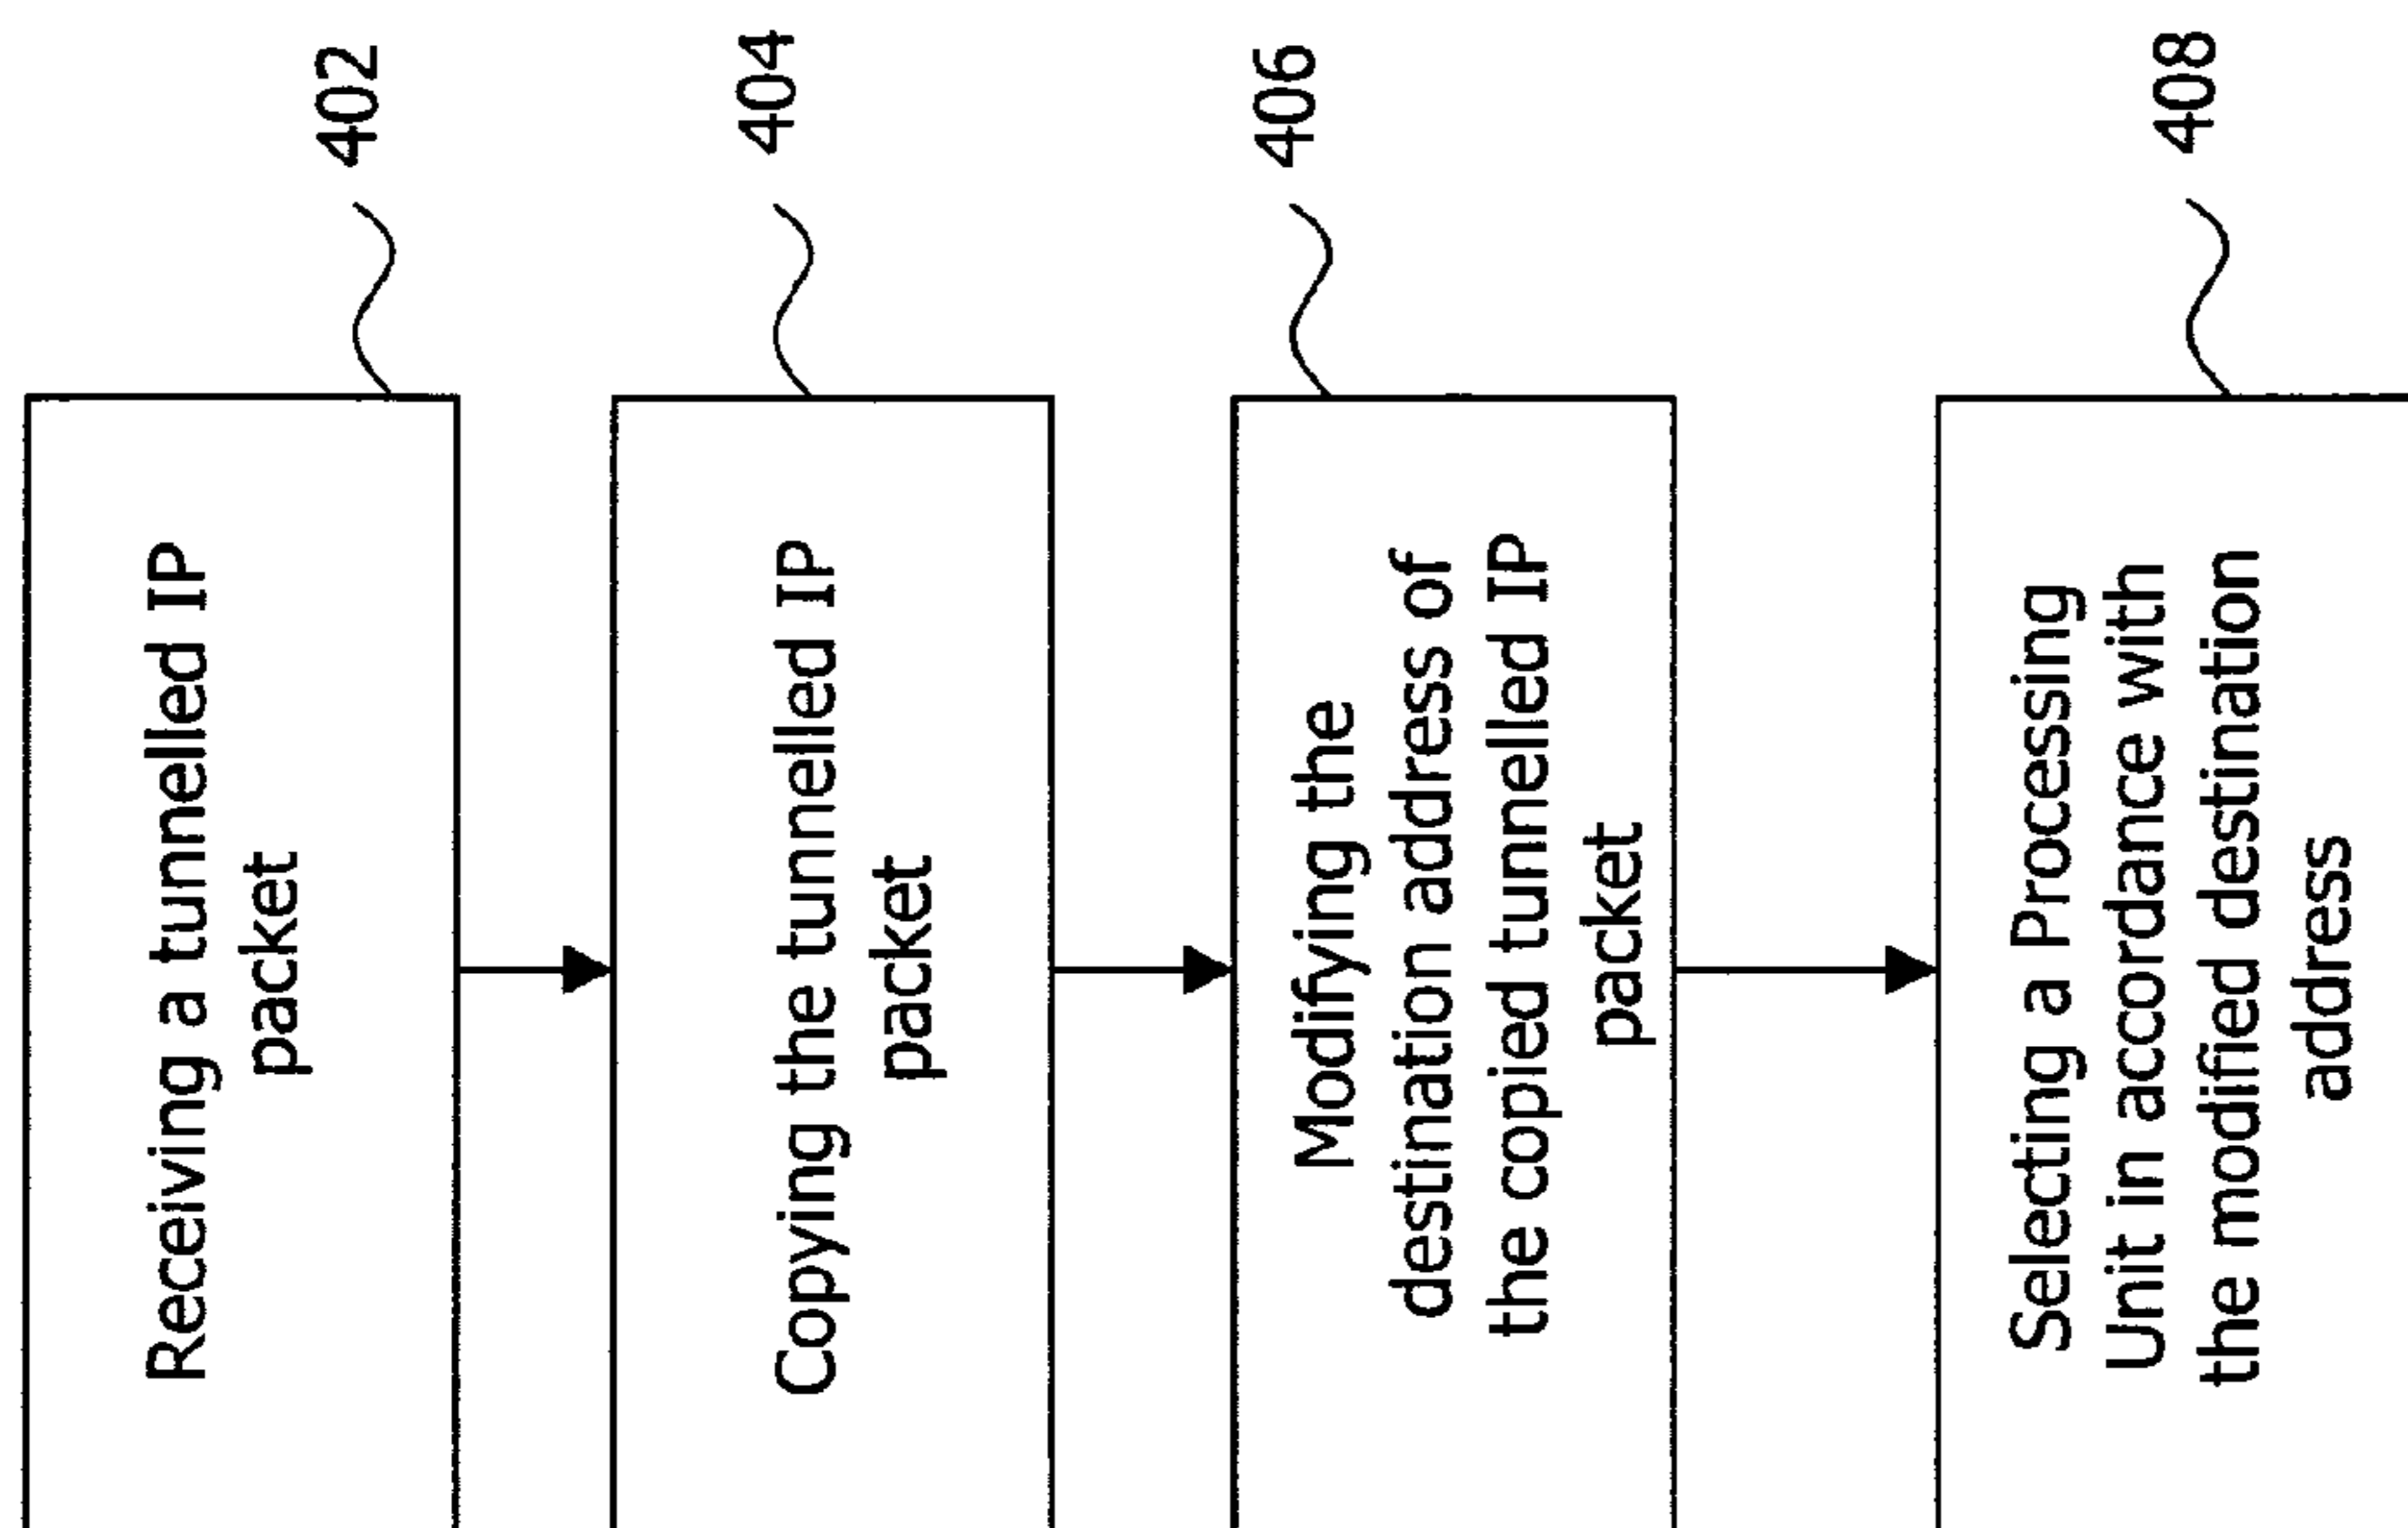 Receiving a tunnelled IP
packet
402
Copying the tunnelled IP
packet
404
Modifying the
destination address of
the copied tunnelled IP
packet
406
Selecting a Processing
Unit in accordance with
the modified destination
address
408